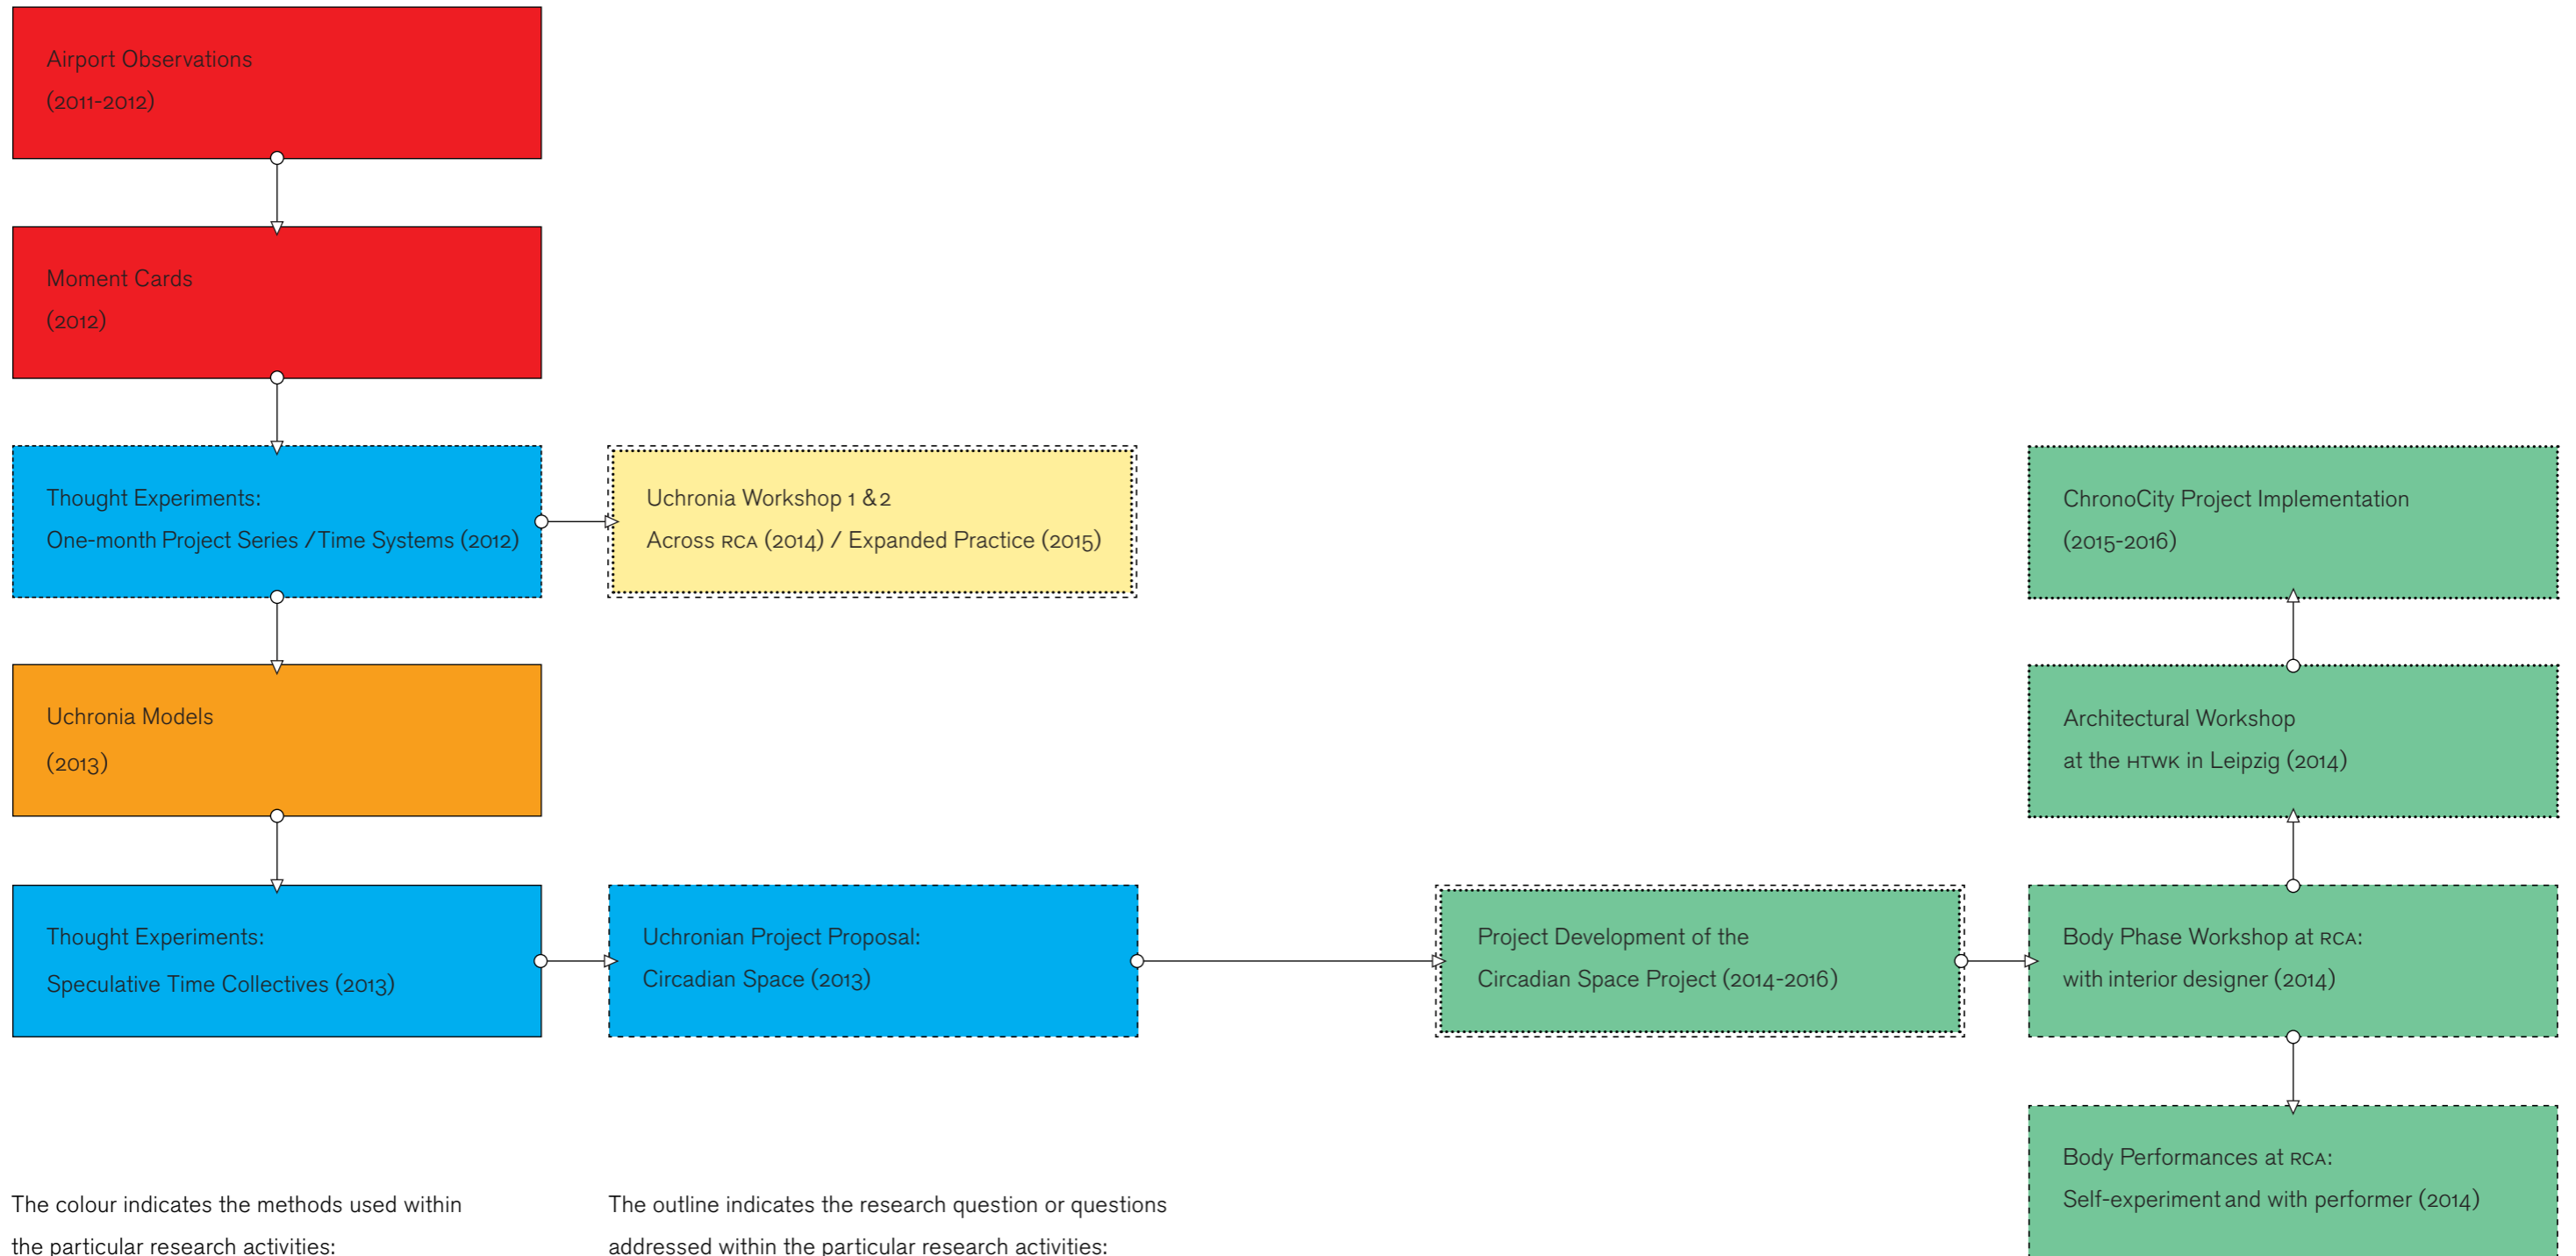 Airport Observations
(2011-2012)
Moment Cards
(2012)
Thought Experiments:
One-month Project Series / Time Systems (2012)
Uchronia Workshop 1 & 2
Across RCA (2014) / Expanded Practice (2015)
ChronoCity Project Implementation
(2015-2016)
Uchronia Models
(2013)
Architectural Workshop
at the HTWK in Leipzig (2014)
Thought Experiments:
Speculative Time Collectives (2013)
Uchronian Project Proposal:
Circadian Space (2013)
Project Development of the
Circadian Space Project (2014-2016)
Body Phase Workshop at RCA:
with interior designer (2014)
Body Performances at RCA:
Self-experiment and with performer (2014)
The colour indicates the methods used within
the particular research activities:
The outline indicates the research question or questions
addressed within the particular research activities: